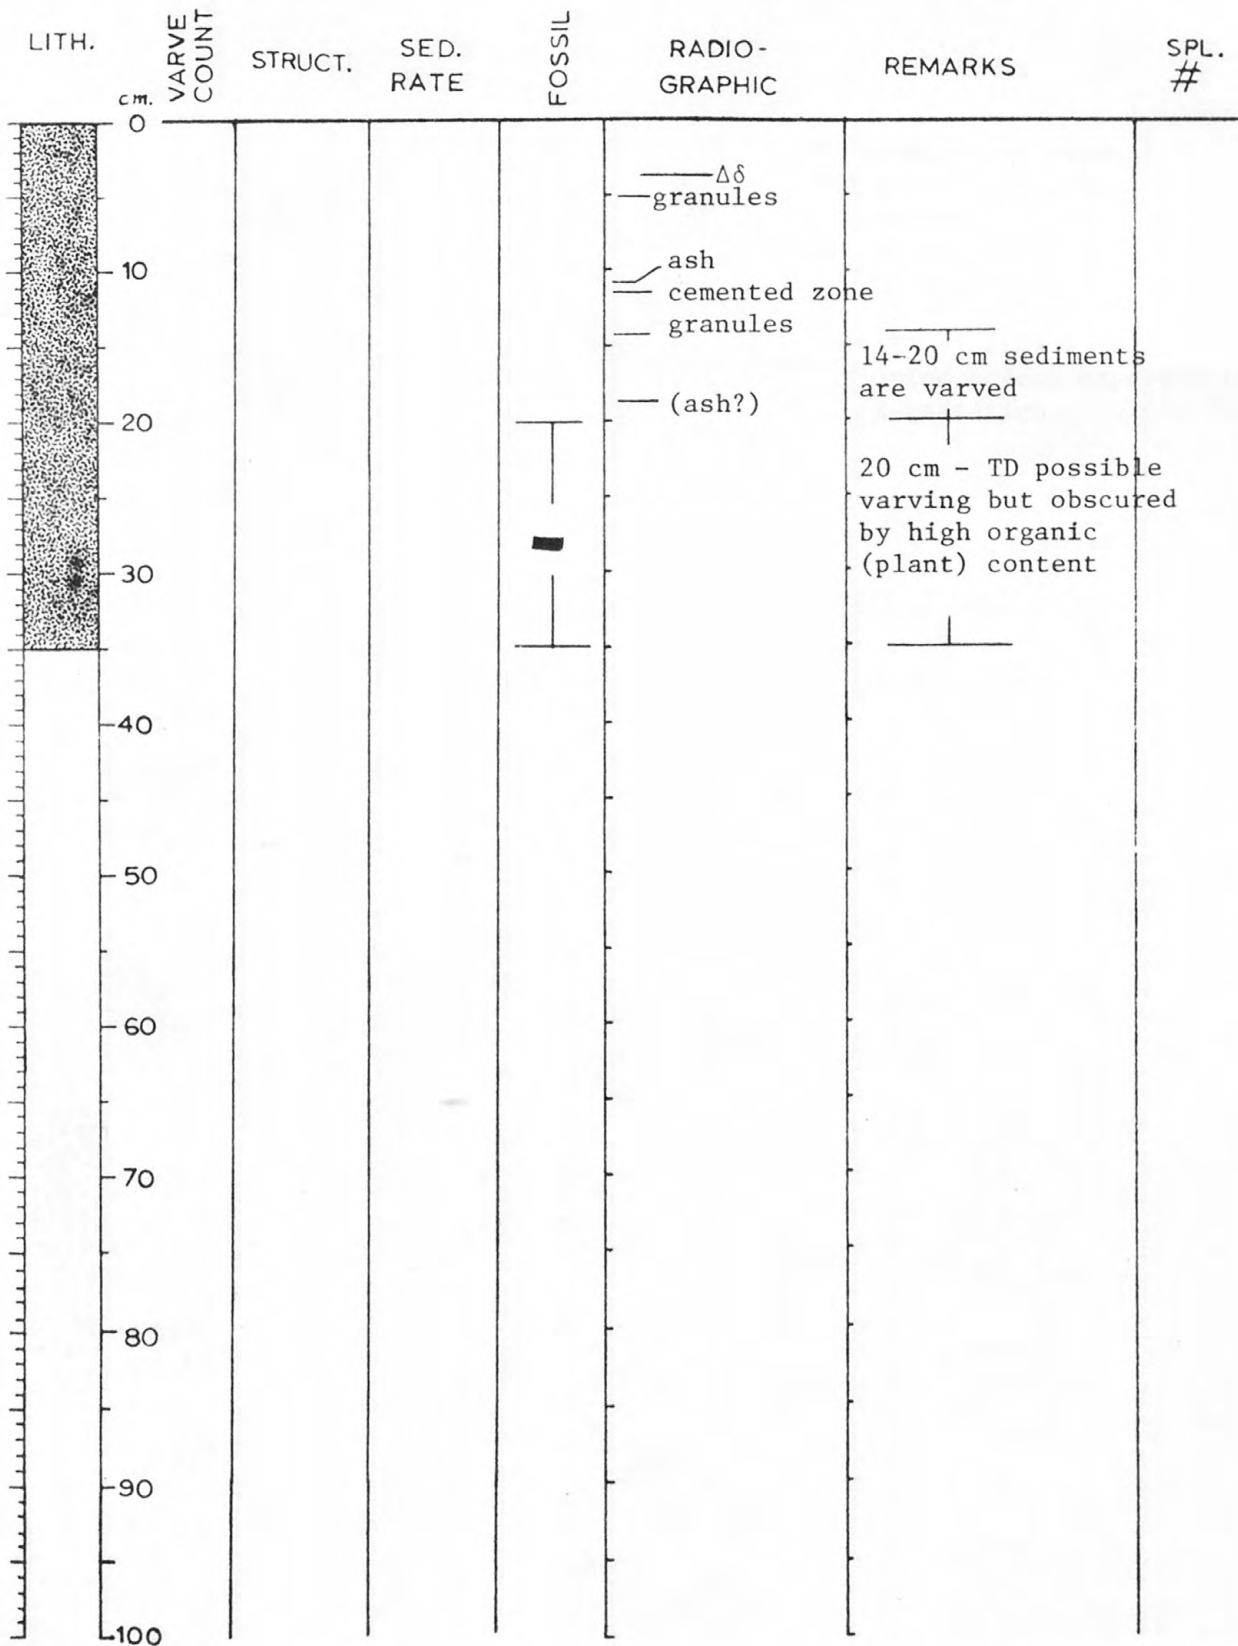 LITH.
cm.
VARVE
COUNT
STRUCT.
SED.
RATE
FOSSIL
RADIO-
GRAPHIC
REMARKS
SPL.
#
0
10
20
30
40
50
60
70
80
90
100
Δδ
granules
ash
cemented zone
granules
(ash?)
14-20 cm sediments
are varved
20 cm - TD possible
varving but obscured
by high organic
(plant) content